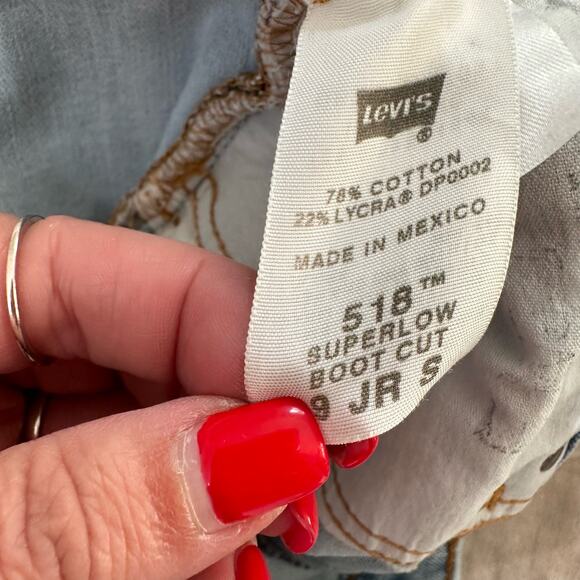 LEVI'S
®
78% COTTON
22% LYCRA® DP0002
MADE IN MEXICO
518™
SUPERLOW
BOOT CUT
9 JR S